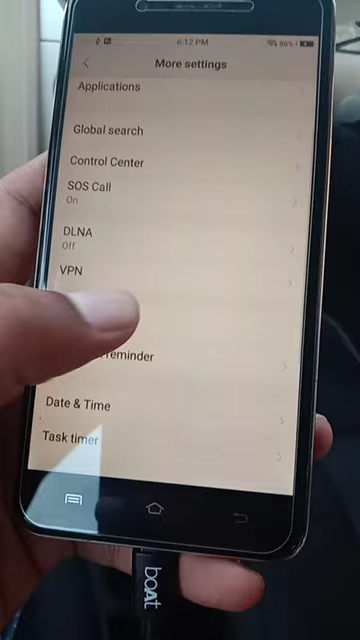 6:12 PM
86%
More settings
Applications
Global search
Control Center
SOS Call
On
DLNA
Off
VPN
reminder
Date & Time
Task timer
boAt